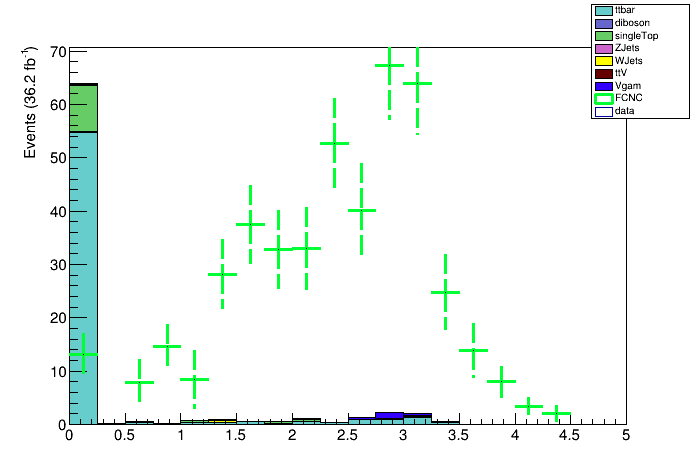 ttbar
diboson
singleTop
ZJets
WJets
ttV
Vgam
FCNC
data
Events (36.2 fb⁻¹)
70
60
50
40
30
20
10
0
0 0.5 1 1.5 2 2.5 3 3.5 4 4.5 5